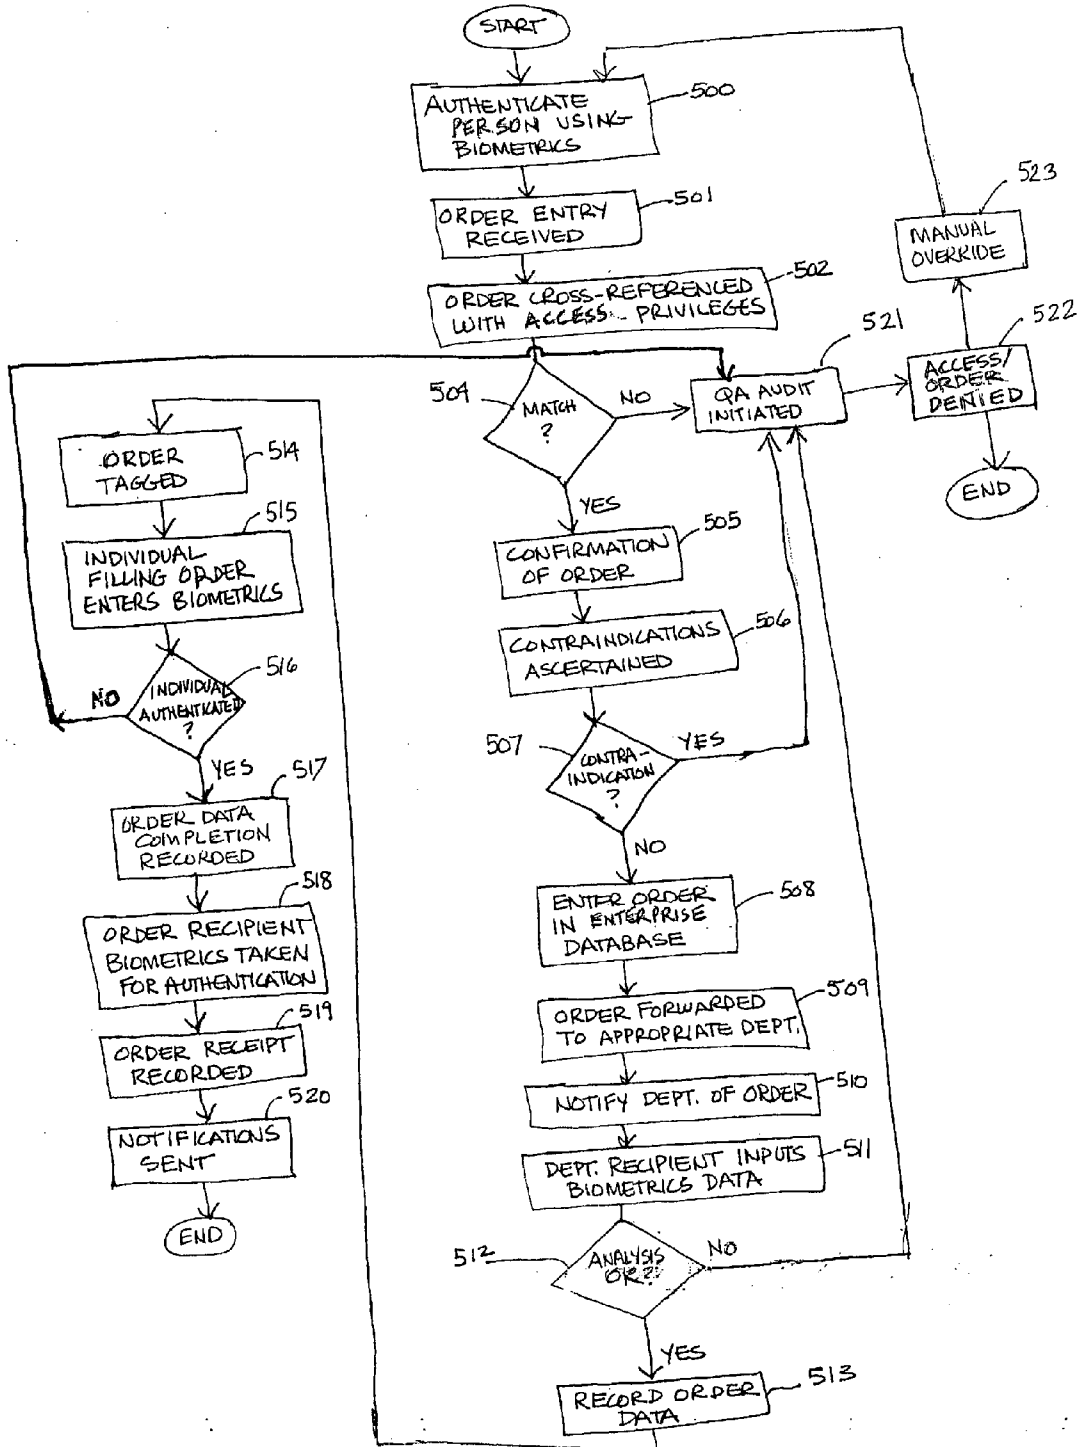 START
AUTHENTICATE
PERSON USING
BIOMETRICS
500
ORDER ENTRY
RECEIVED
501
ORDER CROSS-REFERENCED
WITH ACCESS PRIVILEGES
502
504
MATCH
?
NO
YES
QA AUDIT
INITIATED
521
ACCESS/
ORDER
DENIED
522
MANUAL
OVERRIDE
523
END
CONFIRMATION
OF ORDER
505
CONTRAINDICATIONS
ASCERTAINED
506
507
CONTRA-
INDICATION
?
YES
NO
ENTER ORDER
IN ENTERPRISE
DATABASE
508
ORDER FORWARDED
TO APPROPRIATE DEPT.
509
NOTIFY DEPT. OF ORDER
510
DEPT. RECIPIENT INPUTS
BIOMETRICS DATA
511
512
ANALYSIS
OK?
NO
YES
RECORD ORDER
DATA
513
ORDER
TAGGED
514
INDIVIDUAL
FILLING ORDER
ENTERS BIOMETRICS
515
INDIVIDUAL
AUTHENTICATED
?
516
NO
YES
ORDER DATA
COMPLETION
RECORDED
517
ORDER RECIPIENT
BIOMETRICS TAKEN
FOR AUTHENTICATION
518
ORDER RECEIPT
RECORDED
519
NOTIFICATIONS
SENT
520
END